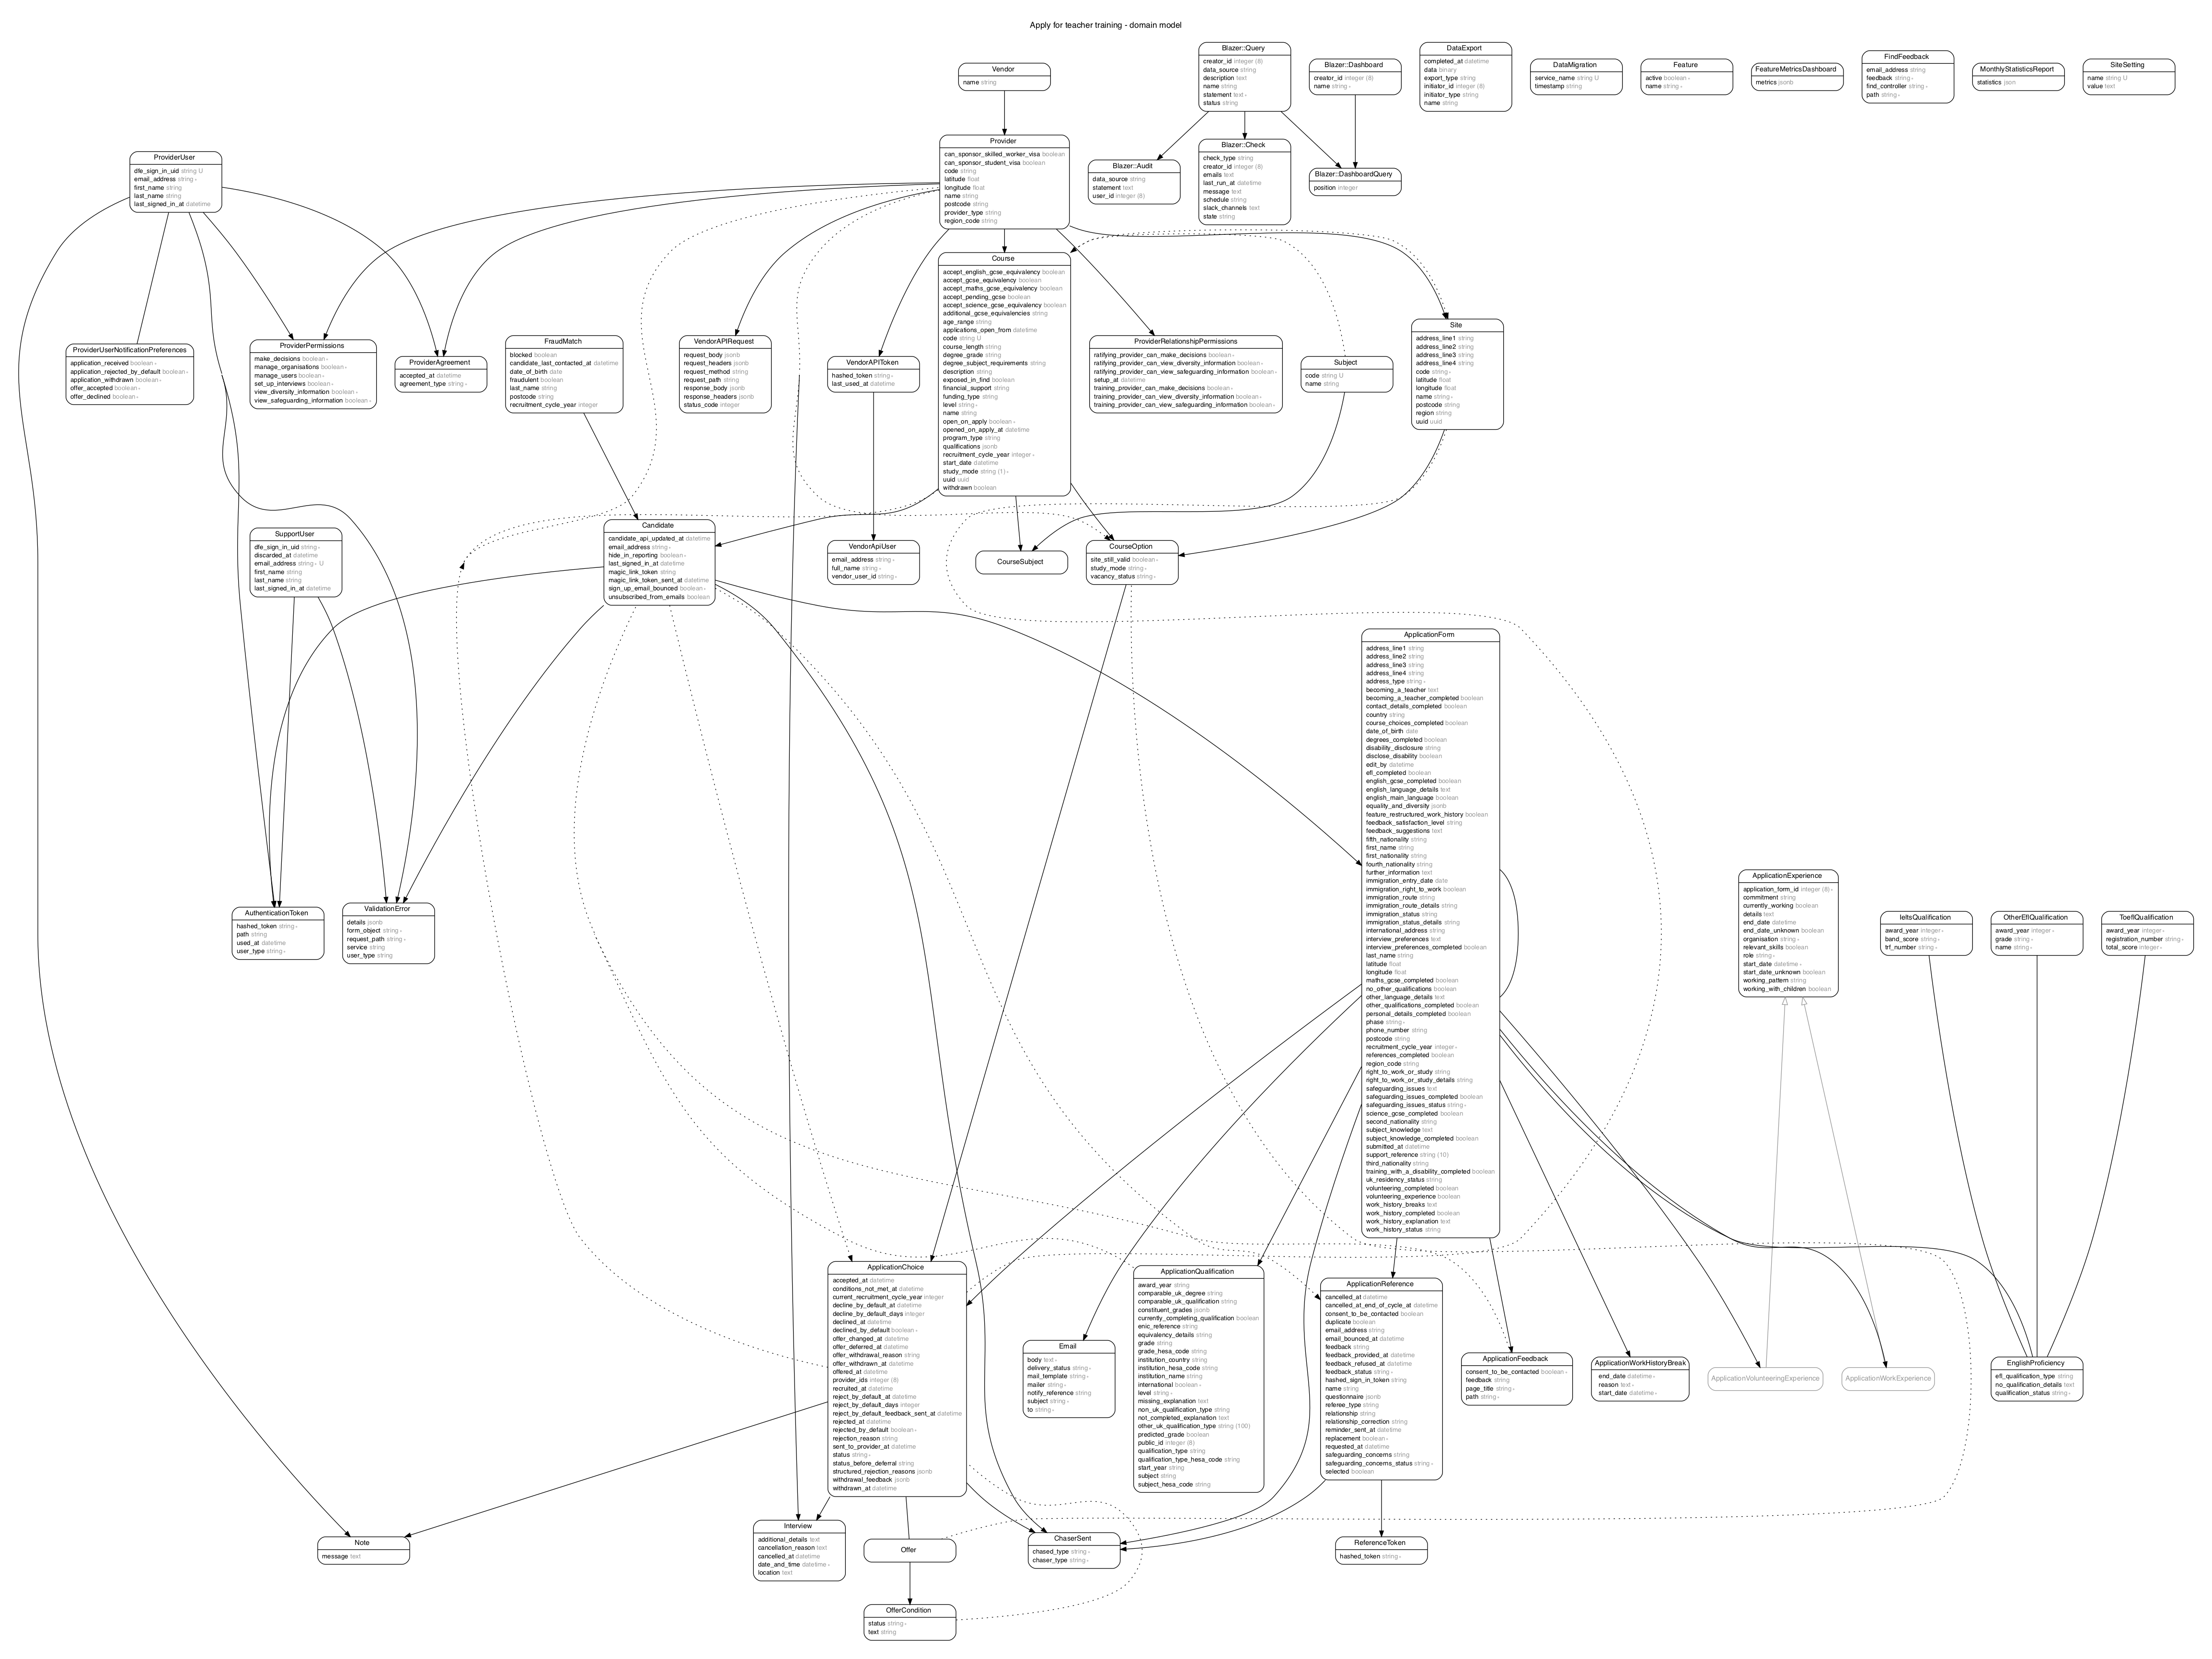 Apply for teacher training - domain model
Vendor
name string
Blazer::Query
creator_id integer (8)
data_source string
description text
name string
statement text *
status string
Blazer::Dashboard
creator_id integer (8)
name string *
DataExport
completed_at datetime
data binary
export_type string
initiator_id integer (8)
initiator_type string
name string
DataMigration
service_name string U
timestamp string
Feature
active boolean *
name string *
FeatureMetricsDashboard
metrics jsonb
FindFeedback
email_address string
feedback string *
find_controller string *
path string *
MonthlyStatisticsReport
statistics json
SiteSetting
name string U
value text
ProviderUser
dfe_sign_in_uid string U
email_address string *
first_name string
last_name string
last_signed_in_at datetime
Provider
can_sponsor_skilled_worker_visa boolean
can_sponsor_student_visa boolean
code string
latitude float
longitude float
name string
postcode string
provider_type string
region_code string
Blazer::Audit
data_source string
statement text
user_id integer (8)
Blazer::Check
check_type string
creator_id integer (8)
emails text
last_run_at datetime
message text
schedule string
slack_channels text
state string
Blazer::DashboardQuery
position integer
ProviderUserNotificationPreferences
application_received boolean *
application_rejected_by_default boolean *
application_withdrawn boolean *
offer_accepted boolean *
offer_declined boolean *
ProviderPermissions
make_decisions boolean *
manage_organisations boolean *
manage_users boolean *
set_up_interviews boolean *
view_diversity_information boolean *
view_safeguarding_information boolean *
ProviderAgreement
accepted_at datetime
agreement_type string *
FraudMatch
blocked boolean
candidate_last_contacted_at datetime
date_of_birth date
fraudulent boolean
last_name string
postcode string
recruitment_cycle_year integer
VendorAPIRequest
request_body jsonb
request_headers jsonb
request_method string
request_path string
response_body jsonb
response_headers jsonb
status_code integer
VendorAPIToken
hashed_token string *
last_used_at datetime
Course
accept_english_gcse_equivalency boolean
accept_gcse_equivalency boolean
accept_maths_gcse_equivalency boolean
accept_pending_gcse boolean
accept_science_gcse_equivalency boolean
additional_gcse_equivalencies string
age_range string
applications_open_from datetime
code string U
course_length string
degree_grade string
degree_subject_requirements string
description string
exposed_in_find boolean
financial_support string
funding_type string
level string *
name string
open_on_apply boolean *
opened_on_apply_at datetime
program_type string
qualifications jsonb
recruitment_cycle_year integer *
start_date datetime
study_mode string (1) *
uuid uuid
withdrawn boolean
ProviderRelationshipPermissions
ratifying_provider_can_make_decisions boolean *
ratifying_provider_can_view_diversity_information boolean *
ratifying_provider_can_view_safeguarding_information boolean *
setup_at datetime
training_provider_can_make_decisions boolean *
training_provider_can_view_diversity_information boolean *
training_provider_can_view_safeguarding_information boolean *
Subject
code string U
name string
Site
address_line1 string
address_line2 string
address_line3 string
address_line4 string
code string *
latitude float
longitude float
name string *
postcode string
region string
uuid uuid
SupportUser
dfe_sign_in_uid string *
discarded_at datetime
email_address string * U
first_name string
last_name string
last_signed_in_at datetime
Candidate
candidate_api_updated_at datetime
email_address string *
hide_in_reporting boolean *
last_signed_in_at datetime
magic_link_token string
magic_link_token_sent_at datetime
sign_up_email_bounced boolean *
unsubscribed_from_emails boolean
VendorApiUser
email_address string *
full_name string *
vendor_user_id string *
CourseSubject
CourseOption
site_still_valid boolean *
study_mode string *
vacancy_status string *
ApplicationForm
address_line1 string
address_line2 string
address_line3 string
address_line4 string
address_type string *
becoming_a_teacher text
becoming_a_teacher_completed boolean
contact_details_completed boolean
country string
course_choices_completed boolean
date_of_birth date
degrees_completed boolean
disability_disclosure string
disclose_disability boolean
edit_by datetime
efl_completed boolean
english_gcse_completed boolean
english_language_details text
english_main_language boolean
equality_and_diversity jsonb
feature_restructured_work_history boolean
feedback_satisfaction_level string
feedback_suggestions text
fifth_nationality string
first_name string
first_nationality string
fourth_nationality string
further_information text
immigration_entry_date date
immigration_right_to_work boolean
immigration_route string
immigration_route_details string
immigration_status string
immigration_status_details string
international_address string
interview_preferences text
interview_preferences_completed boolean
last_name string
latitude float
longitude float
maths_gcse_completed boolean
no_other_qualifications boolean
other_language_details text
other_qualifications_completed boolean
personal_details_completed boolean
phase string *
phone_number string
postcode string
recruitment_cycle_year integer *
references_completed boolean
region_code string
right_to_work_or_study string
right_to_work_or_study_details string
safeguarding_issues text
safeguarding_issues_completed boolean
safeguarding_issues_status string *
science_gcse_completed boolean
second_nationality string
subject_knowledge text
subject_knowledge_completed boolean
submitted_at datetime
support_reference string (10)
third_nationality string
training_with_a_disability_completed boolean
uk_residency_status string
volunteering_completed boolean
volunteering_experience boolean
work_history_breaks text
work_history_completed boolean
work_history_explanation text
work_history_status string
ApplicationExperience
application_form_id integer (8) *
commitment string
currently_working boolean
details text
end_date datetime
end_date_unknown boolean
organisation string *
relevant_skills boolean
role string *
start_date datetime *
start_date_unknown boolean
working_pattern string
working_with_children boolean
IeltsQualification
award_year integer *
band_score string *
trf_number string *
OtherEflQualification
award_year integer *
grade string *
name string *
ToeflQualification
award_year integer *
registration_number string *
total_score integer *
AuthenticationToken
hashed_token string *
path string
used_at datetime
user_type string *
ValidationError
details jsonb
form_object string *
request_path string *
service string
user_type string
ApplicationChoice
accepted_at datetime
conditions_not_met_at datetime
current_recruitment_cycle_year integer
decline_by_default_at datetime
decline_by_default_days integer
declined_at datetime
declined_by_default boolean *
offer_changed_at datetime
offer_deferred_at datetime
offer_withdrawal_reason string
offer_withdrawn_at datetime
offered_at datetime
provider_ids integer (8)
recruited_at datetime
reject_by_default_at datetime
reject_by_default_days integer
reject_by_default_feedback_sent_at datetime
rejected_at datetime
rejected_by_default boolean *
rejection_reason string
sent_to_provider_at datetime
status string *
status_before_deferral string
structured_rejection_reasons jsonb
withdrawal_feedback jsonb
withdrawn_at datetime
Email
body text *
delivery_status string *
mail_template string *
mailer string *
notify_reference string
subject string *
to string *
ApplicationQualification
award_year string
comparable_uk_degree string
comparable_uk_qualification string
constituent_grades jsonb
currently_completing_qualification boolean
enic_reference string
equivalency_details string
grade string
grade_hesa_code string
institution_country string
institution_hesa_code string
institution_name string
international boolean *
level string *
missing_explanation text
non_uk_qualification_type string
not_completed_explanation text
other_uk_qualification_type string (100)
predicted_grade boolean
public_id integer (8)
qualification_type string
qualification_type_hesa_code string
start_year string
subject string
subject_hesa_code string
ApplicationReference
cancelled_at datetime
cancelled_at_end_of_cycle_at datetime
consent_to_be_contacted boolean
duplicate boolean
email_address string
email_bounced_at datetime
feedback string
feedback_provided_at datetime
feedback_refused_at datetime
feedback_status string *
hashed_sign_in_token string
name string
questionnaire jsonb
referee_type string
relationship string
relationship_correction string
reminder_sent_at datetime
replacement boolean *
requested_at datetime
safeguarding_concerns string
safeguarding_concerns_status string *
selected boolean
ApplicationFeedback
consent_to_be_contacted boolean *
feedback string
page_title string *
path string *
ApplicationWorkHistoryBreak
end_date datetime *
reason text *
start_date datetime *
ApplicationVolunteeringExperience
ApplicationWorkExperience
EnglishProficiency
efl_qualification_type string
no_qualification_details text
qualification_status string *
Note
message text
Interview
additional_details text
cancellation_reason text
cancelled_at datetime
date_and_time datetime *
location text
Offer
ChaserSent
chased_type string *
chaser_type string *
ReferenceToken
hashed_token string *
OfferCondition
status string *
text string